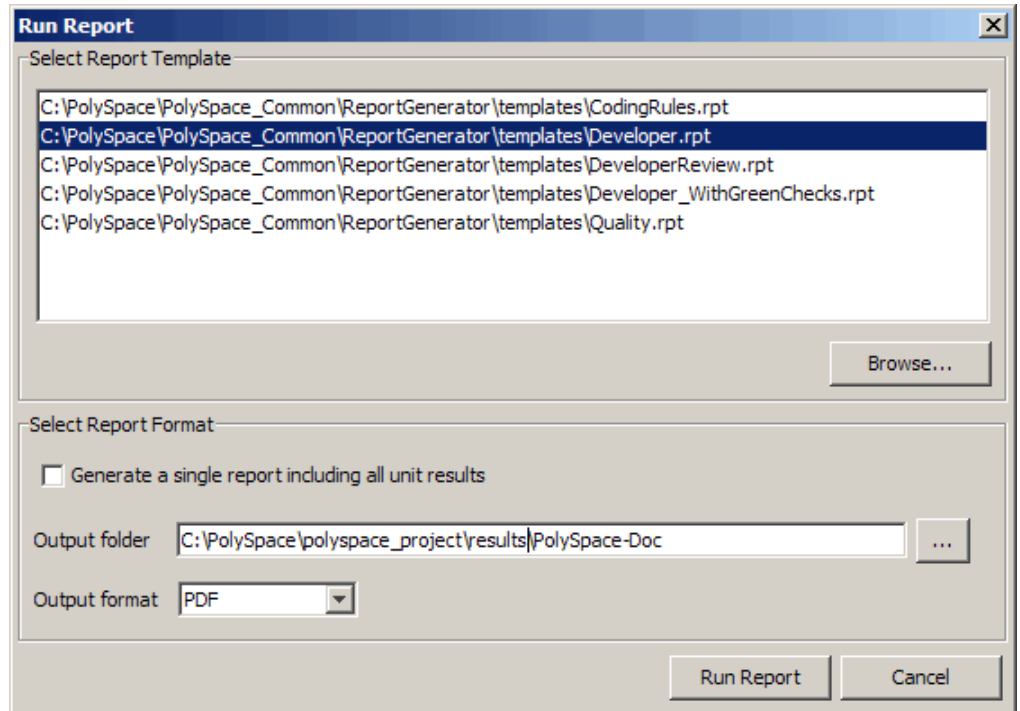 Run Report
Select Report Template
C:\PolySpace\PolySpace_Common\ReportGenerator\templates\CodingRules.rpt
C:\PolySpace\PolySpace_Common\ReportGenerator\templates\Developer.rpt
C:\PolySpace\PolySpace_Common\ReportGenerator\templates\DeveloperReview.rpt
C:\PolySpace\PolySpace_Common\ReportGenerator\templates\Developer_WithGreenChecks.rpt
C:\PolySpace\PolySpace_Common\ReportGenerator\templates\Quality.rpt
Browse...
Select Report Format
Generate a single report including all unit results
Output folder C:\PolySpace\polyspace_project\results\PolySpace-Doc ...
Output format PDF
Run Report Cancel